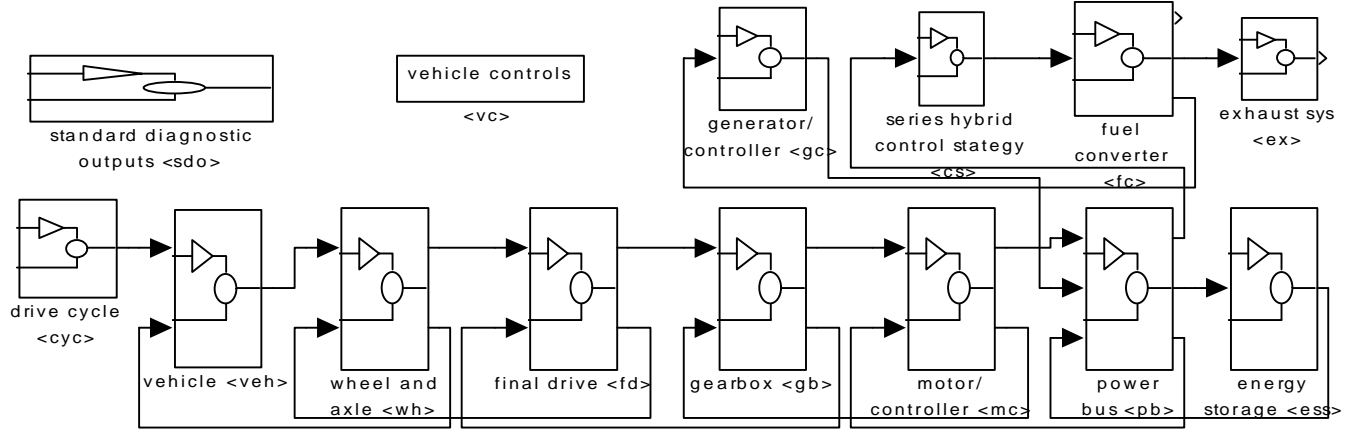 standard diagnostic
outputs <sdo>
vehicle controls
<vc>
generator/
controller <gc>
series hybrid
control stategy
<cs>
fuel
converter
<fc>
exhaust sys
<ex>
drive cycle
<cyc>
vehicle <veh>
wheel and
axle <wh>
final drive <fd>
gearbox <gb>
motor/
controller <mc>
power
bus <pb>
energy
storage <ess>